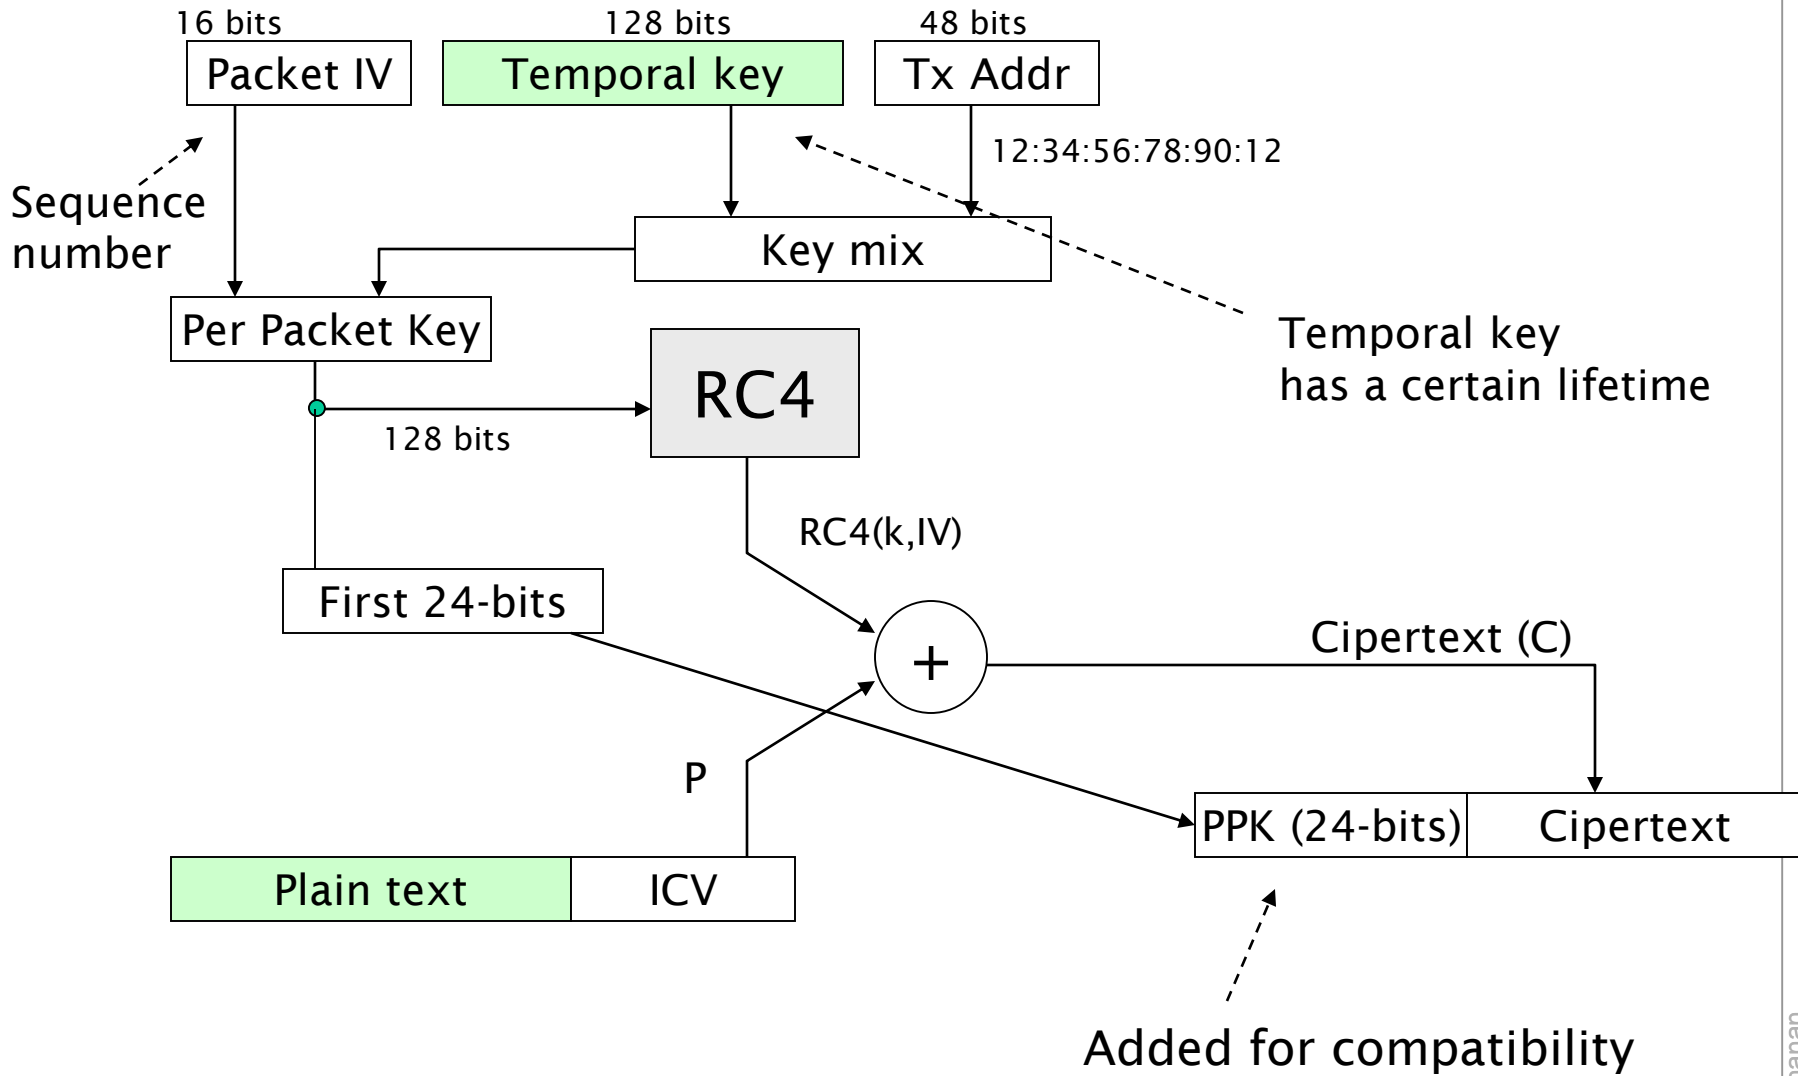 16 bits
128 bits
48 bits
Packet IV
Temporal key
Tx Addr
12:34:56:78:90:12
Sequence
number
Key mix
Per Packet Key
Temporal key
has a certain lifetime
RC4
128 bits
RC4(k,IV)
First 24-bits
+
Cipertext (C)
P
PPK (24-bits)
Cipertext
Plain text
ICV
Added for compatibility